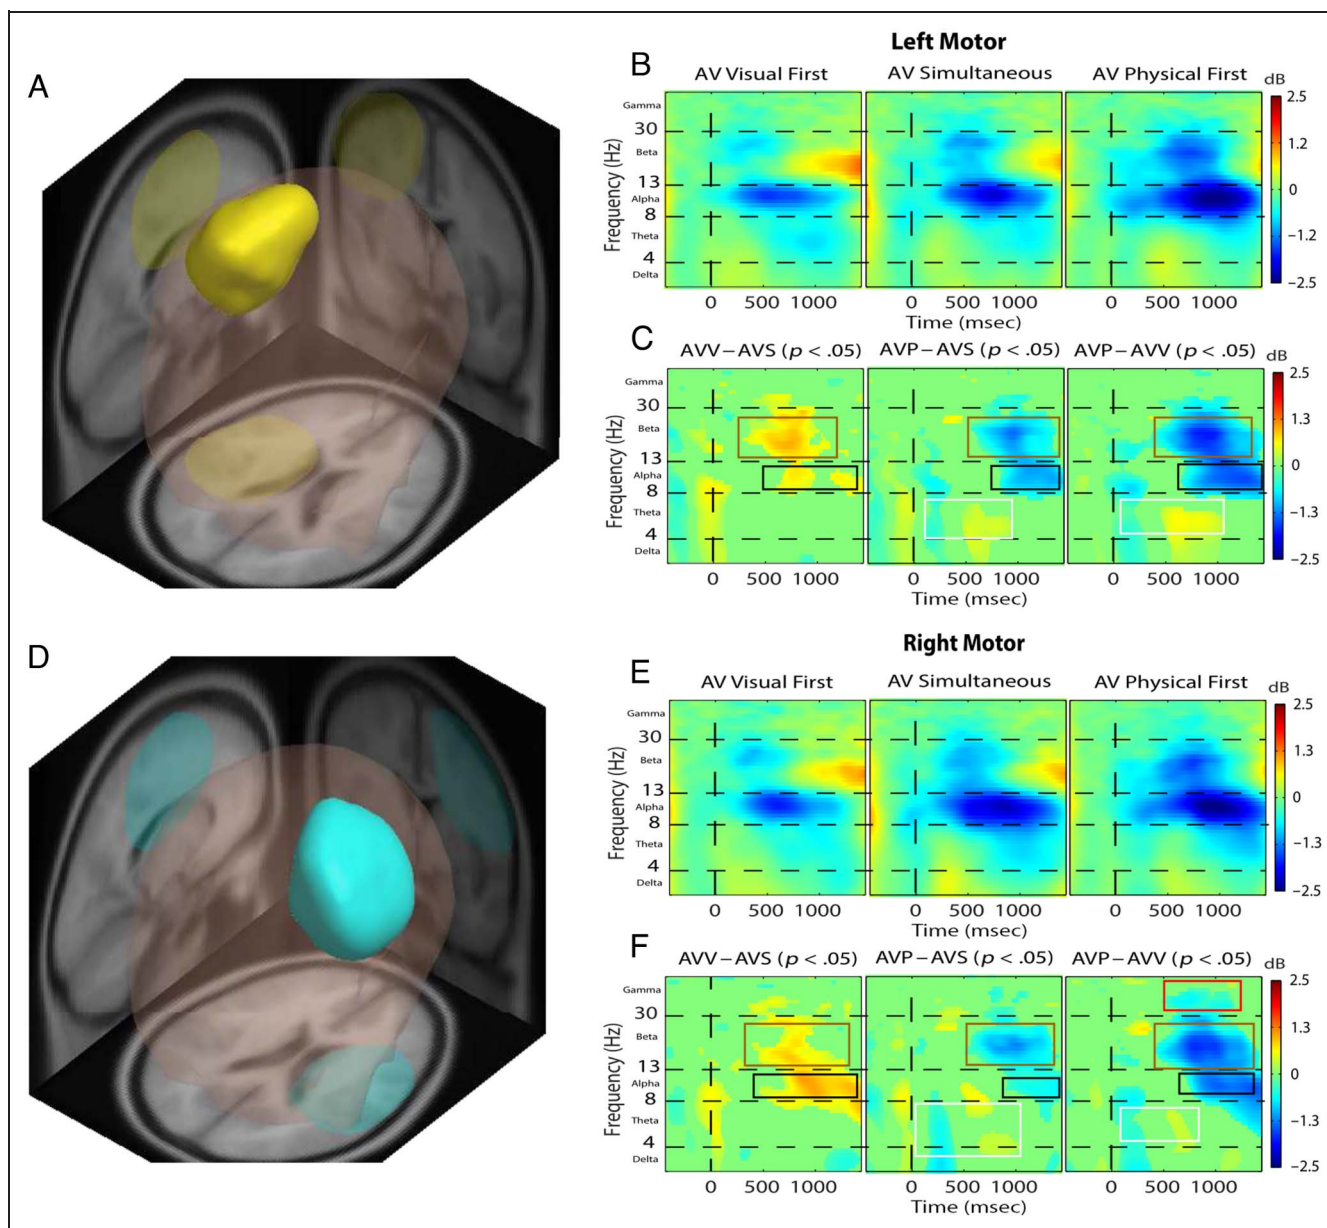 A
Left Motor
B
AV Visual First
AV Simultaneous
AV Physical First
dB
Frequency (Hz)
Gamma
30
Beta
13
Alpha
8
Theta
4
Delta
2.5
1.3
0
−1.2
−2.5
0 500 1000
0 500 1000
0 500 1000
Time (msec)
C
AVV–AVS (p < .05)
AVP–AVS (p < .05)
AVP–AVV (p < .05)
dB
Frequency (Hz)
Gamma
30
Beta
13
Alpha
8
Theta
4
Delta
2.5
1.3
0
−1.3
−2.5
0 500 1000
0 500 1000
0 500 1000
Time (msec)
D
Right Motor
E
AV Visual First
AV Simultaneous
AV Physical First
dB
Frequency (Hz)
Gamma
30
Beta
13
Alpha
8
Theta
4
Delta
2.5
1.3
0
−1.3
−2.5
0 500 1000
0 500 1000
0 500 1000
Time (msec)
F
AVV–AVS (p < .05)
AVP–AVS (p < .05)
AVP–AVV (p < .05)
dB
Frequency (Hz)
Gamma
30
Beta
13
Alpha
8
Theta
4
Delta
2.5
1.3
0
−1.3
−2.5
0 500 1000
0 500 1000
0 500 1000
Time (msec)